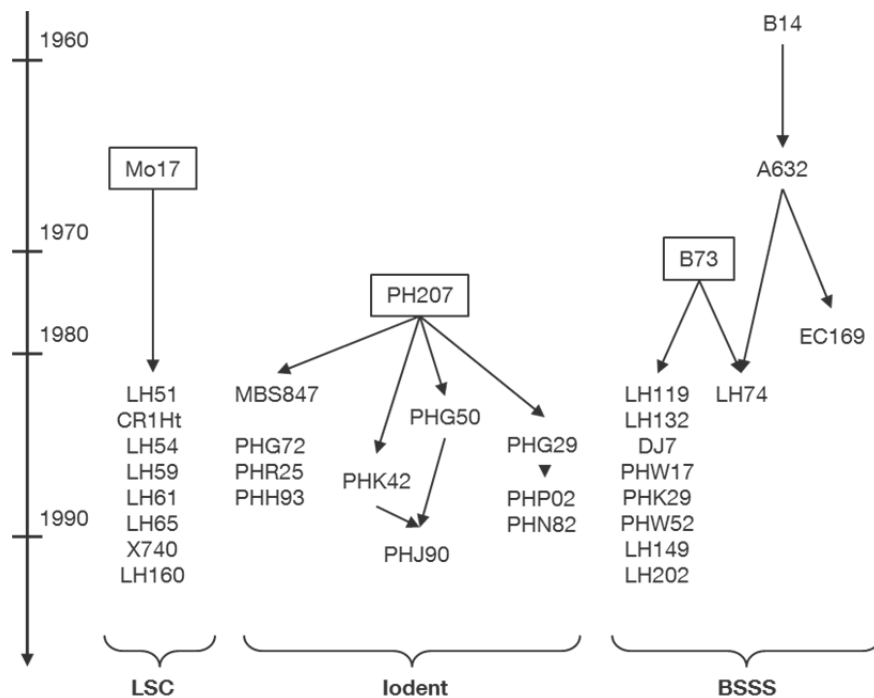 1960
1970
1980
1990
Mo17
LH51
CR1Ht
LH54
LH59
LH61
LH65
X740
LH160
LSC
PH207
MBS847
PHG72
PHR25
PHH93
PHK42
PHG50
PHJ90
PHG29
PHP02
PHN82
Iodent
B14
A632
B73
EC169
LH119
LH132
DJ7
PHW17
PHK29
PHW52
LH149
LH202
LH74
BSSS